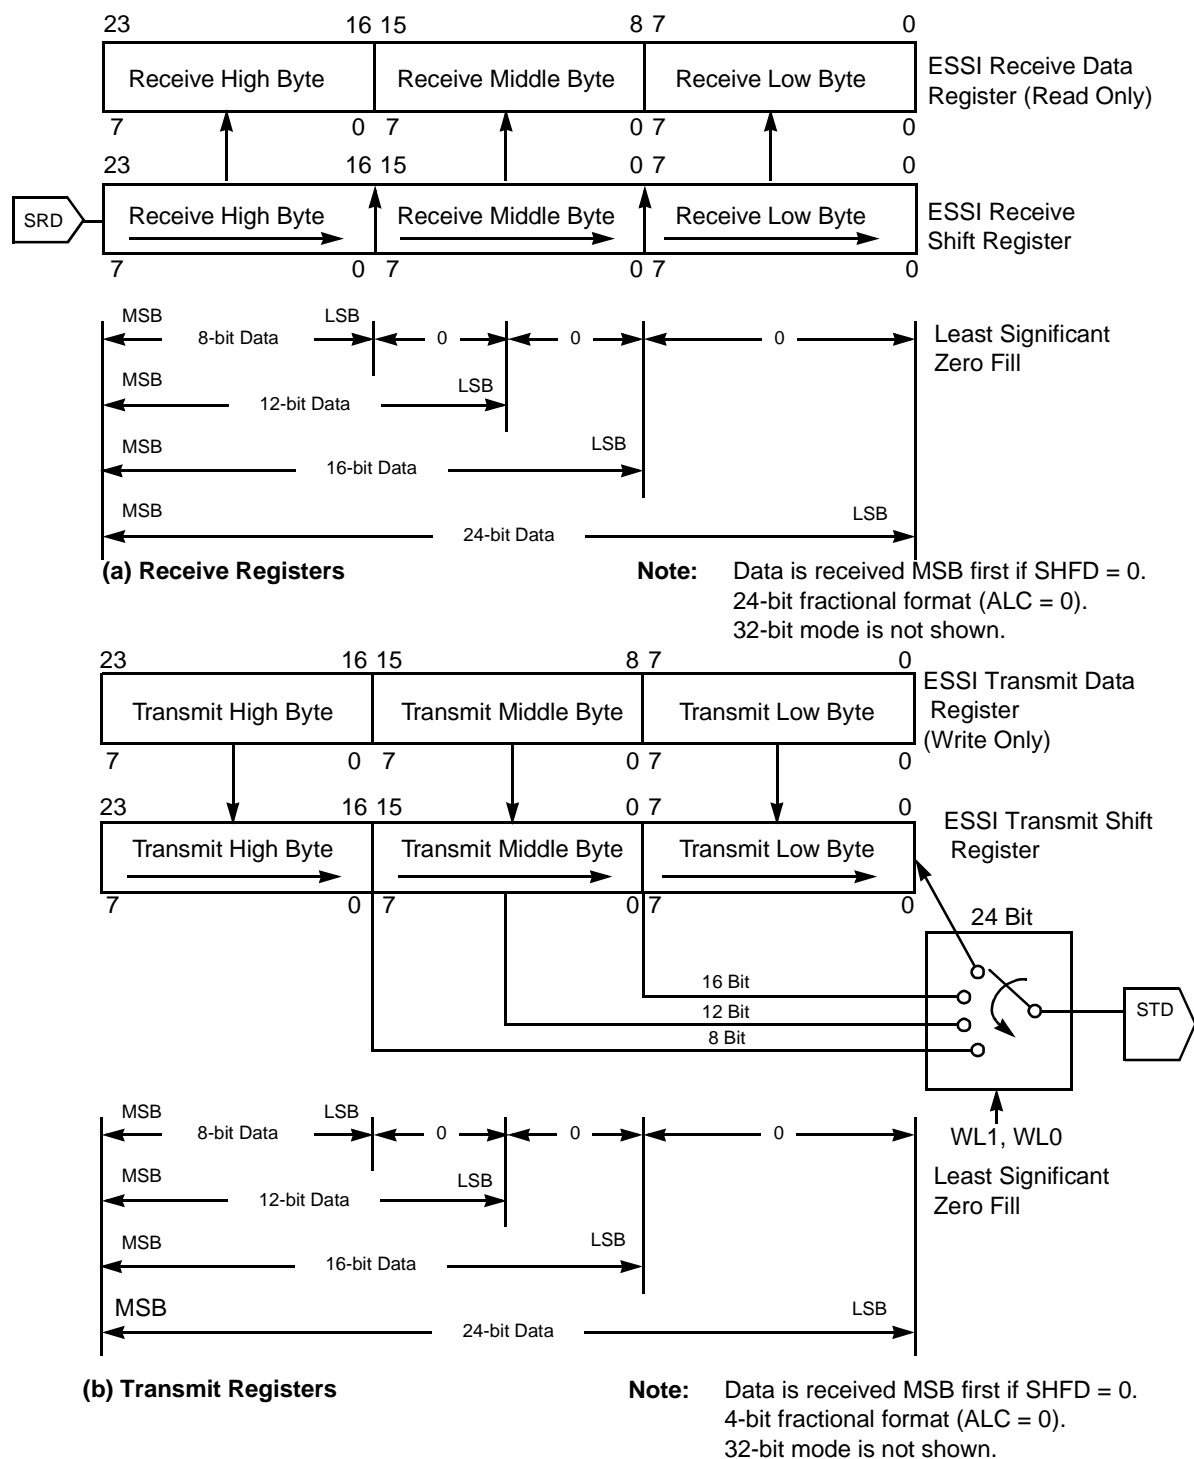 23 16 15 8 7 0
Receive High Byte Receive Middle Byte Receive Low Byte
ESSI Receive Data
Register (Read Only)
7 0 7 0 7 0
23 16 15 0 7 0
SRD
Receive High Byte Receive Middle Byte Receive Low Byte
ESSI Receive
Shift Register
7 0 7 0 7 0
MSB LSB
8-bit Data 0 0 0
Least Significant
Zero Fill
MSB LSB
12-bit Data
MSB LSB
16-bit Data
MSB LSB
24-bit Data
(a) Receive Registers
Note: Data is received MSB first if SHFD = 0.
24-bit fractional format (ALC = 0).
32-bit mode is not shown.
23 16 15 8 7 0
Transmit High Byte Transmit Middle Byte Transmit Low Byte
ESSI Transmit Data
Register
(Write Only)
7 0 7 0 7 0
23 16 15 0 7 0
Transmit High Byte Transmit Middle Byte Transmit Low Byte
ESSI Transmit Shift
Register
7 0 7 0 7 0
24 Bit
16 Bit
12 Bit
8 Bit
STD
WL1, WL0
MSB LSB
8-bit Data 0 0 0
Least Significant
Zero Fill
MSB LSB
12-bit Data
MSB LSB
16-bit Data
MSB LSB
24-bit Data
(b) Transmit Registers
Note: Data is received MSB first if SHFD = 0.
4-bit fractional format (ALC = 0).
32-bit mode is not shown.